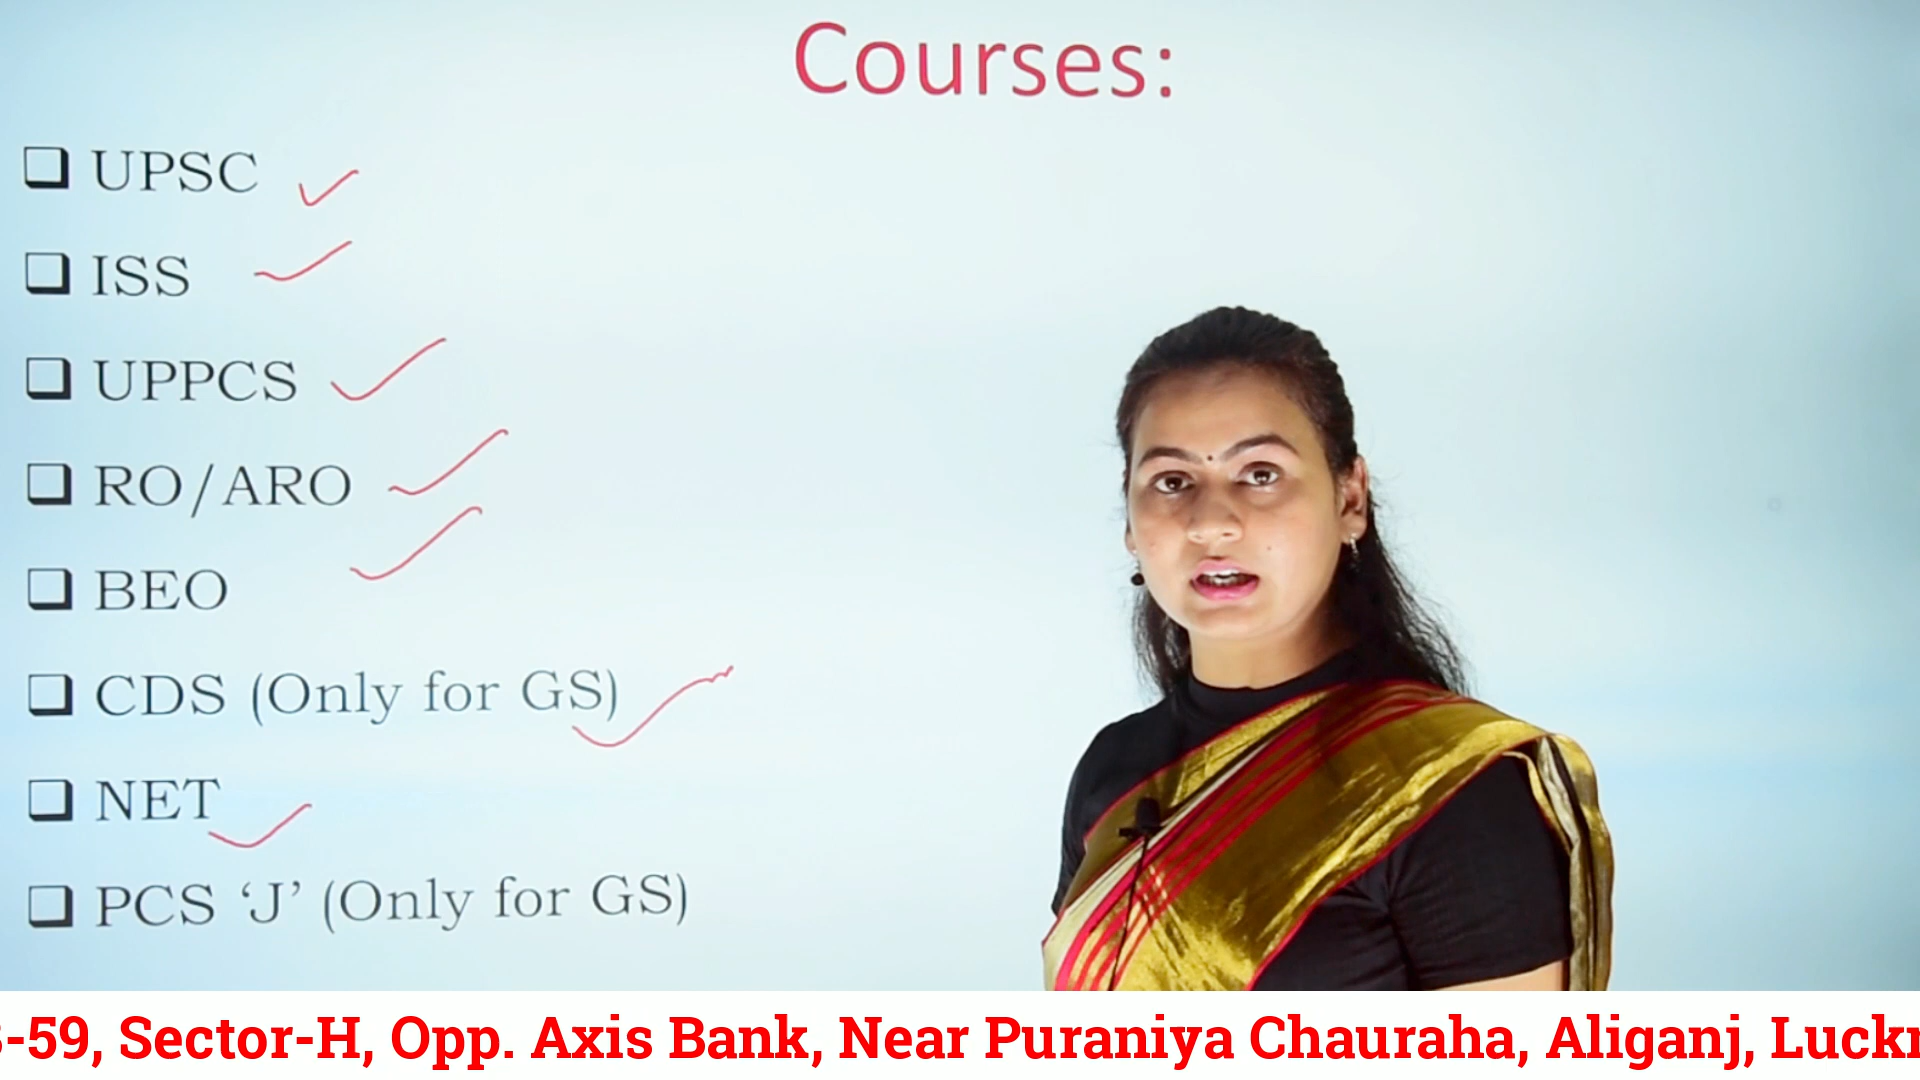 Courses:
UPSC
ISS
UPPCS
RO/ARO
BEO
CDS (Only for GS)
NET
PCS ‘J’ (Only for GS)
-59, Sector-H, Opp. Axis Bank, Near Puraniya Chauraha, Aliganj,